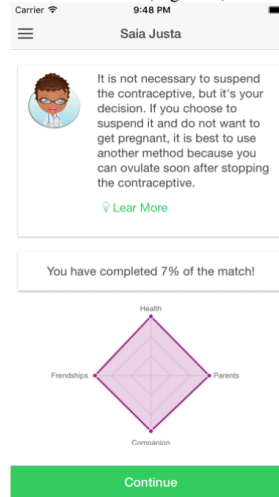 Carrier 9:48 PM
Saia Justa
It is not necessary to suspend
the contraceptive, but it's your
decision. If you choose to
suspend it and do not want to
get pregnant, it is best to use
another method because you
can ovulate soon after stopping
the contraceptive.
Lear More
You have completed 7% of the match!
Health
Frendships
Parents
Companion
Continue